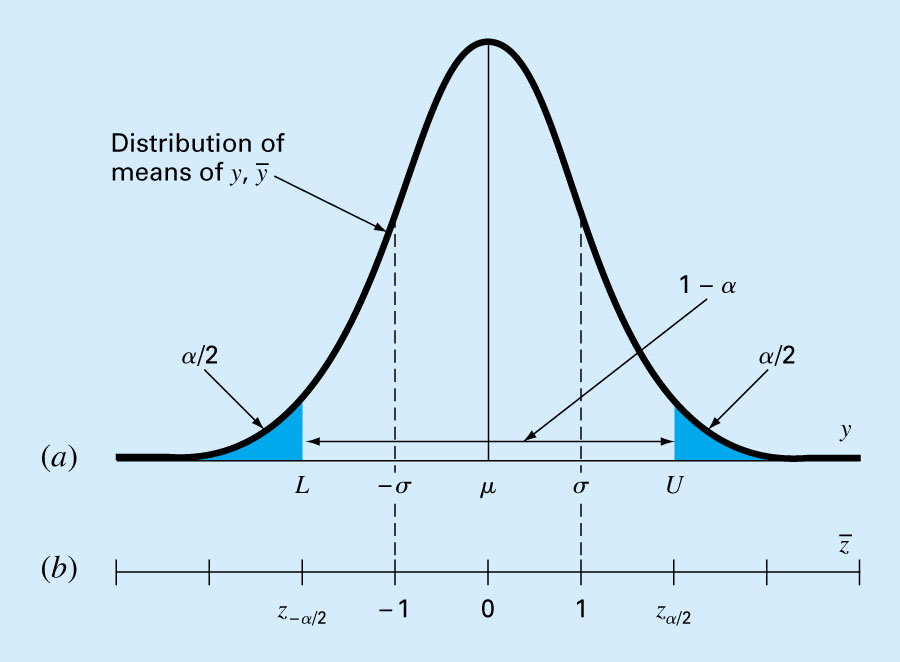 Distribution of
means of y, y̅
1 – α
α/2
α/2
y
(a)
L
–σ
μ
σ
U
z̅
(b)
z–α/2
–1
0
1
zα/2